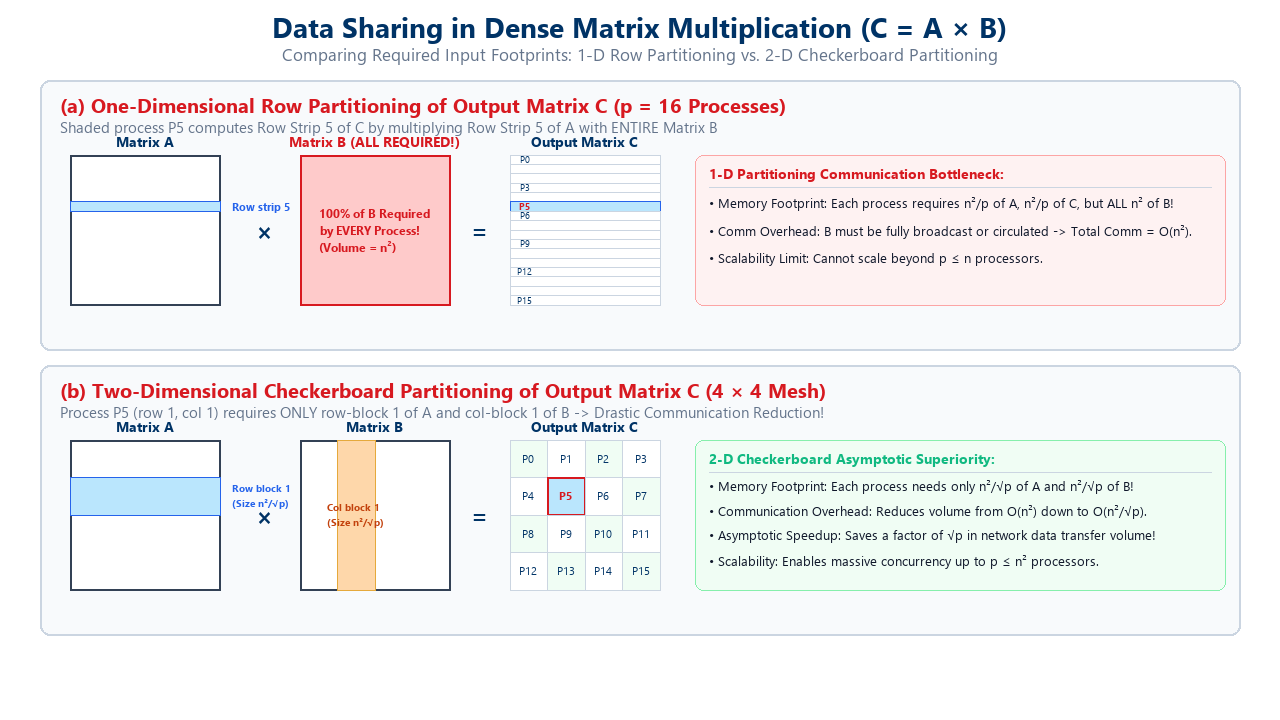 Data Sharing in Dense Matrix Multiplication (C = A × B)
Comparing Required Input Footprints: 1-D Row Partitioning vs. 2-D Checkerboard Partitioning
(a) One-Dimensional Row Partitioning of Output Matrix C (p = 16 Processes)
Shaded process P5 computes Row Strip 5 of C by multiplying Row Strip 5 of A with ENTIRE Matrix B
Matrix A
Matrix B (ALL REQUIRED!)
Output Matrix C
Row strip 5
×
100% of B Required
by EVERY Process!
(Volume = n²)
=
P0
P3
P5
P6
P9
P12
P15
1-D Partitioning Communication Bottleneck:
• Memory Footprint: Each process requires n²/p of A, n²/p of C, but ALL n² of B!
• Comm Overhead: B must be fully broadcast or circulated -> Total Comm = O(n²).
• Scalability Limit: Cannot scale beyond p ≤ n processors.
(b) Two-Dimensional Checkerboard Partitioning of Output Matrix C (4 × 4 Mesh)
Process P5 (row 1, col 1) requires ONLY row-block 1 of A and col-block 1 of B -> Drastic Communication Reduction!
Matrix A
Matrix B
Output Matrix C
Row block 1
(Size n²/√p)
×
Col block 1
(Size n²/√p)
=
P0 P1 P2 P3
P4 P5 P6 P7
P8 P9 P10 P11
P12 P13 P14 P15
2-D Checkerboard Asymptotic Superiority:
• Memory Footprint: Each process needs only n²/√p of A and n²/√p of B!
• Communication Overhead: Reduces volume from O(n²) down to O(n²/√p).
• Asymptotic Speedup: Saves a factor of √p in network data transfer volume!
• Scalability: Enables massive concurrency up to p ≤ n² processors.